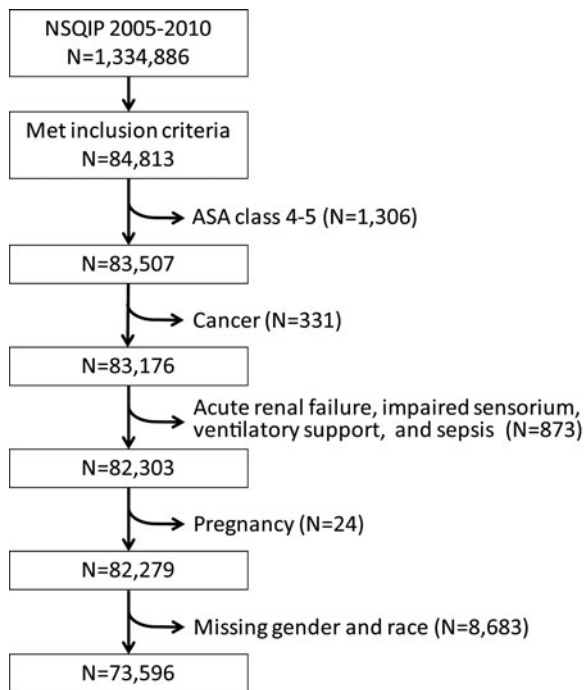 NSQIP 2005-2010
N=1,334,886
Met inclusion criteria
N=84,813
ASA class 4-5 (N=1,306)
N=83,507
Cancer (N=331)
N=83,176
Acute renal failure, impaired sensorium,
ventilatory support, and sepsis (N=873)
N=82,303
Pregnancy (N=24)
N=82,279
Missing gender and race (N=8,683)
N=73,596